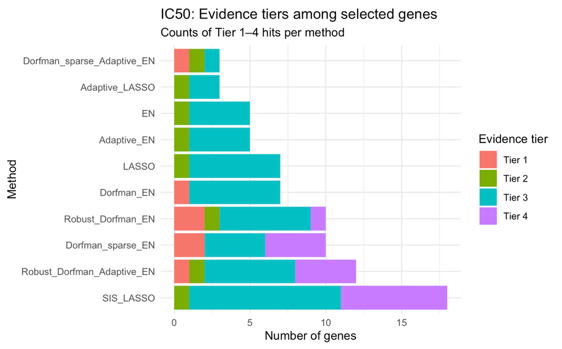 IC50: Evidence tiers among selected genes
Counts of Tier 1–4 hits per method
Method
Dorfman_sparse_Adaptive_EN
Adaptive_LASSO
EN
Adaptive_EN
LASSO
Dorfman_EN
Robust_Dorfman_EN
Dorfman_sparse_EN
Robust_Dorfman_Adaptive_EN
SIS_LASSO
0 5 10 15
Number of genes
Evidence tier
Tier 1
Tier 2
Tier 3
Tier 4